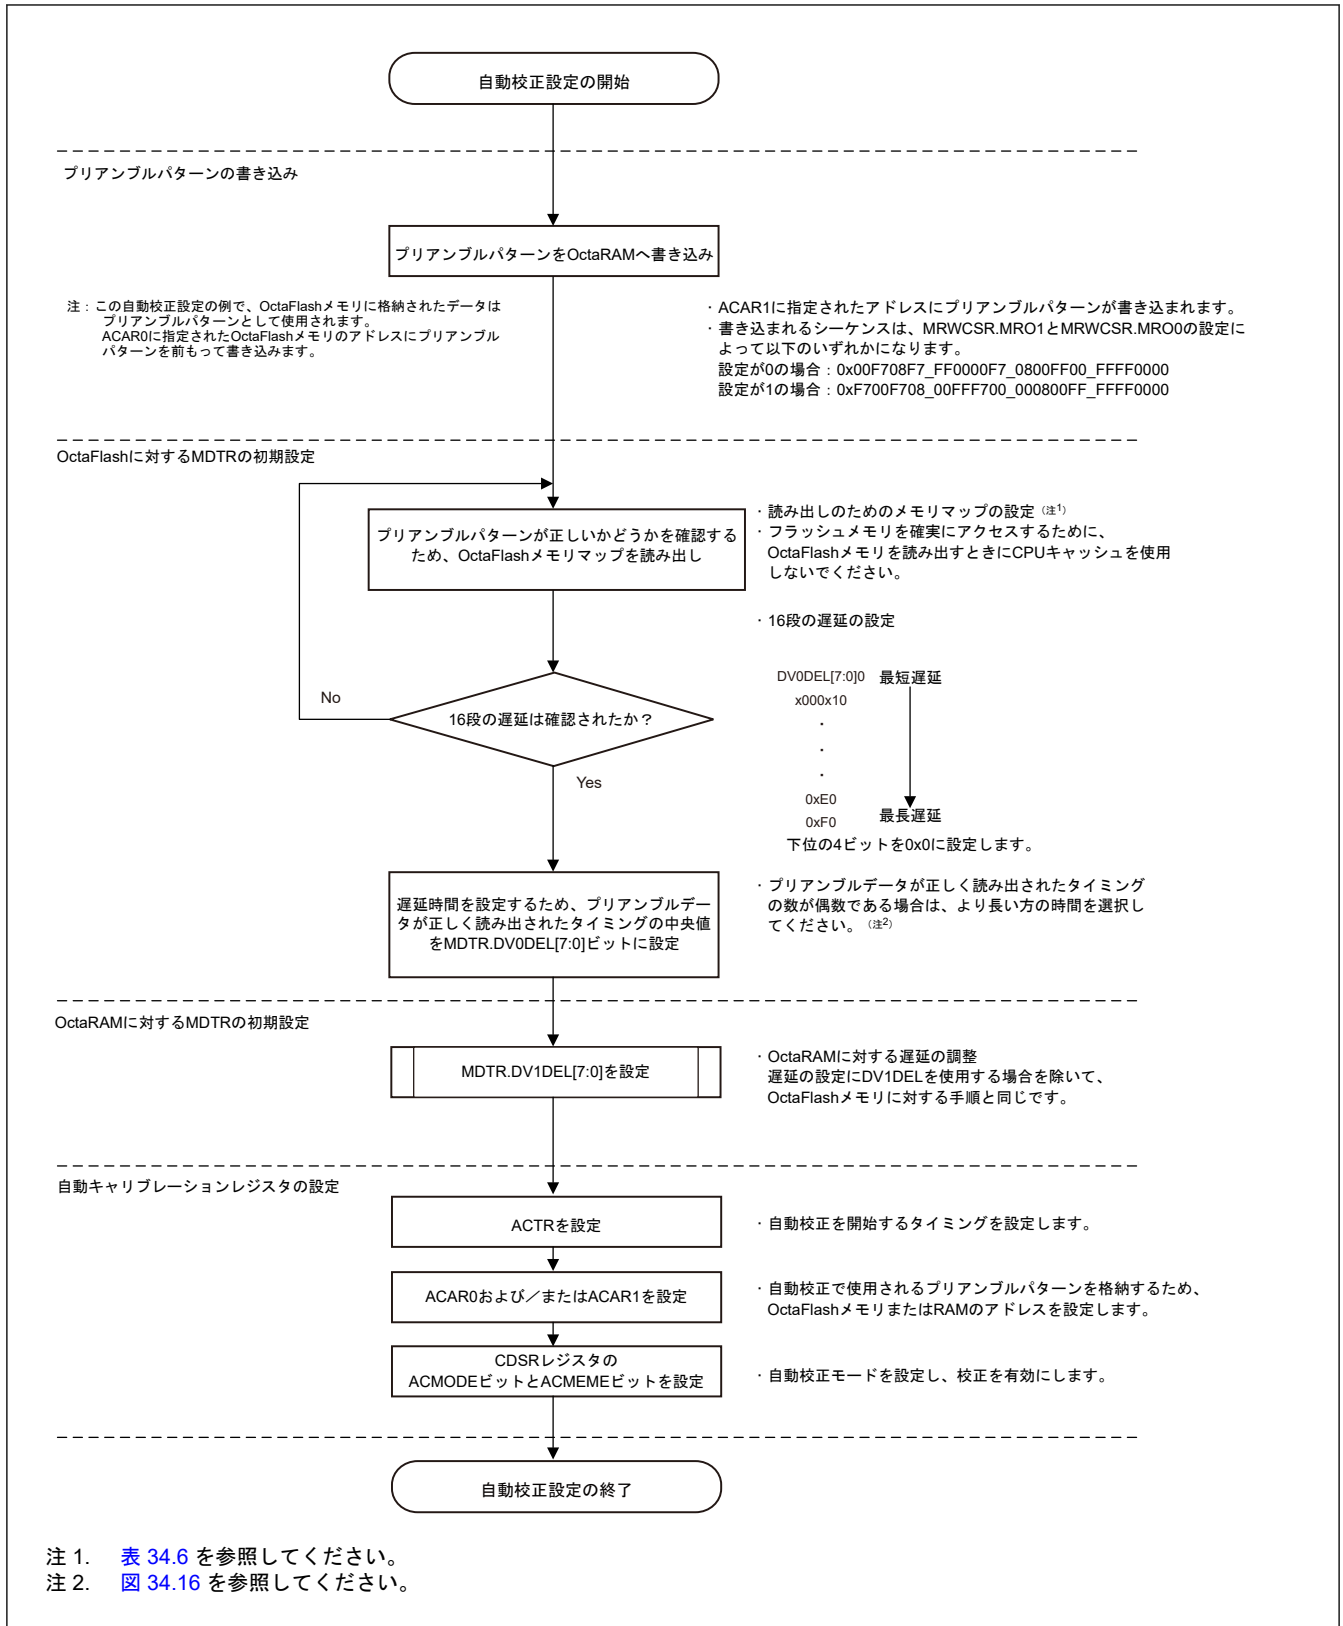 自動校正設定の開始
プリアンブルパターンの書き込み
プリアンブルパターンをOctaRAMへ書き込み
注：この自動校正設定の例で、OctaFlashメモリに格納されたデータは
プリアンブルパターンとして使用されます。
ACAR0に指定されたOctaFlashメモリのアドレスにプリアンブル
パターンを前もって書き込みます。
・ACAR1に指定されたアドレスにプリアンブルパターンが書き込まれます。
・書き込まれるシーケンスは、MRWCSR.MRO1とMRWCSR.MRO0の設定に
よって以下のいずれかになります。
設定が0の場合：0x00F708F7_FF0000F7_0800FF00_FFFF0000
設定が1の場合：0xF700F708_00FFF700_000800FF_FFFF0000
OctaFlashに対するMDTRの初期設定
プリアンブルパターンが正しいかどうかを確認する
ため、OctaFlashメモリマップを読み出し
・読み出しのためのメモリマップの設定（注1）
・フラッシュメモリを確実にアクセスするために、
OctaFlashメモリを読み出すときにCPUキャッシュを使用
しないでください。
・16段の遅延の設定
DV0DEL[7:0]0 最短遅延
x000x10
・
・
・
0xE0
0xF0 最長遅延
下位の4ビットを0x0に設定します。
No
16段の遅延は確認されたか？
Yes
遅延時間を設定するため、プリアンブルデー
タが正しく読み出されたタイミングの中央値
をMDTR.DV0DEL[7:0]ビットに設定
・プリアンブルデータが正しく読み出されたタイミング
の数が偶数である場合は、より長い方の時間を選択し
てください。（注2）
OctaRAMに対するMDTRの初期設定
MDTR.DV1DEL[7:0]を設定
・OctaRAMに対する遅延の調整
遅延の設定にDV1DELを使用する場合を除いて、
OctaFlashメモリに対する手順と同じです。
自動キャリブレーションレジスタの設定
ACTRを設定
・自動校正を開始するタイミングを設定します。
ACAR0および／またはACAR1を設定
・自動校正で使用されるプリアンブルパターンを格納するため、
OctaFlashメモリまたはRAMのアドレスを設定します。
CDSRレジスタの
ACMODEビットとACMEMEビットを設定
・自動校正モードを設定し、校正を有効にします。
自動校正設定の終了
注 1. 表 34.6 を参照してください。
注 2. 図 34.16 を参照してください。